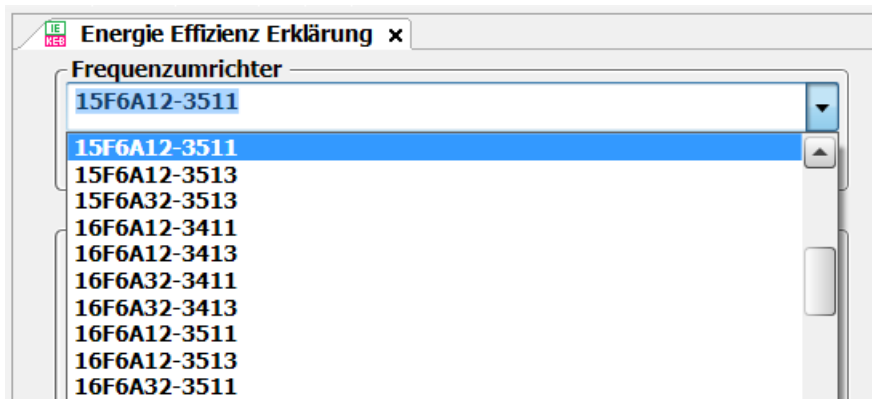 IE
KEB
Energie Effizienz Erklärung x
Frequenzumrichter
15F6A12-3511
15F6A12-3511
15F6A12-3513
15F6A32-3513
16F6A12-3411
16F6A12-3413
16F6A32-3411
16F6A32-3413
16F6A12-3511
16F6A12-3513
16F6A32-3511